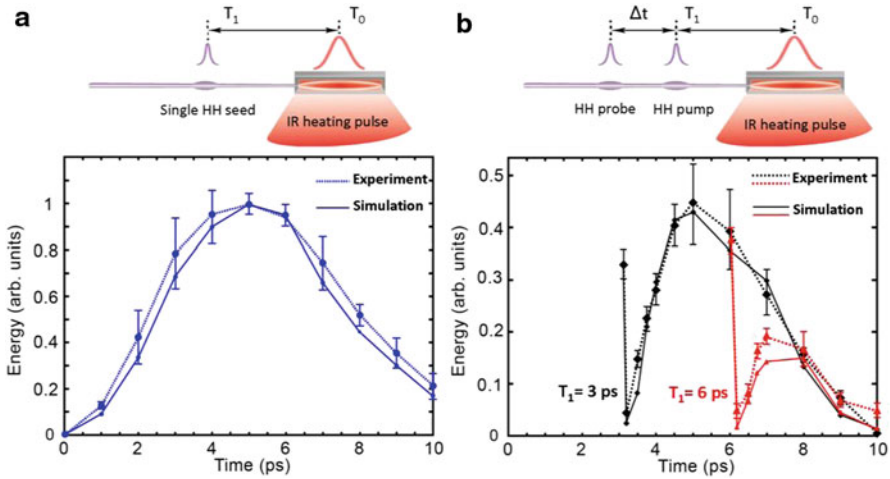 a
T₁
T₀
Single HH seed
IR heating pulse
Energy (arb. units)
1
0.8
0.6
0.4
0.2
0
Experiment
Simulation
0 2 4 6 8 10
Time (ps)
b
Δt
T₁
T₀
HH probe
HH pump
IR heating pulse
Energy (arb. units)
0.5
0.4
0.3
0.2
0.1
0
Experiment
Simulation
T₁= 3 ps
T₁= 6 ps
0 2 4 6 8 10
Time (ps)